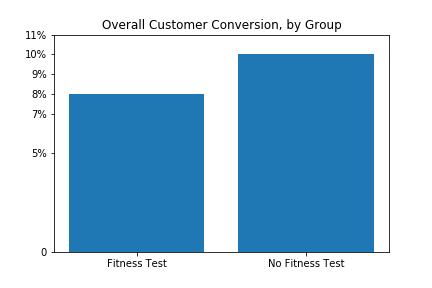 Overall Customer Conversion, by Group
11%
10%
9%
8%
7%
5%
0
Fitness Test
No Fitness Test